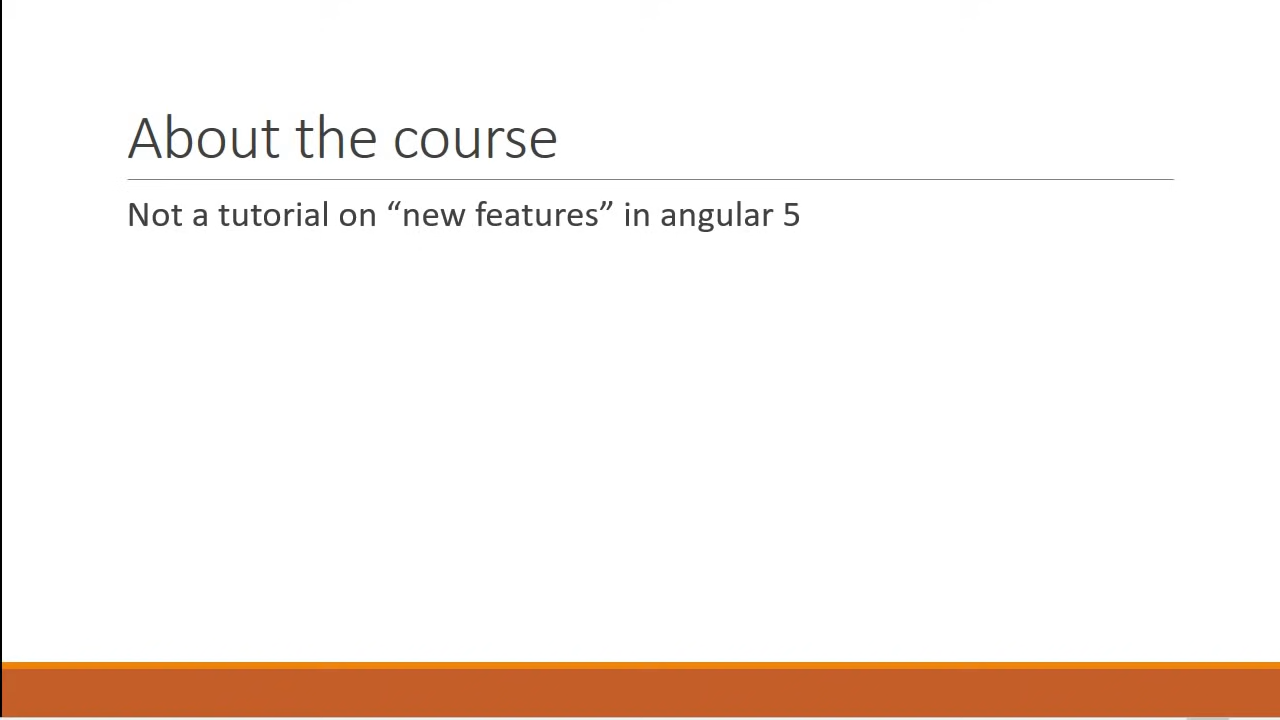 About the course
Not a tutorial on “new features” in angular 5